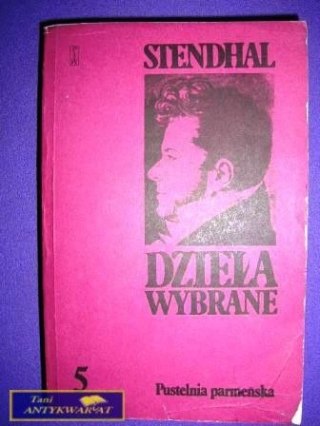 STENDHAL
DZIEŁA
WYBRANE
5
Pustelnia parmeńska
Tani
ANTYKWARIAT